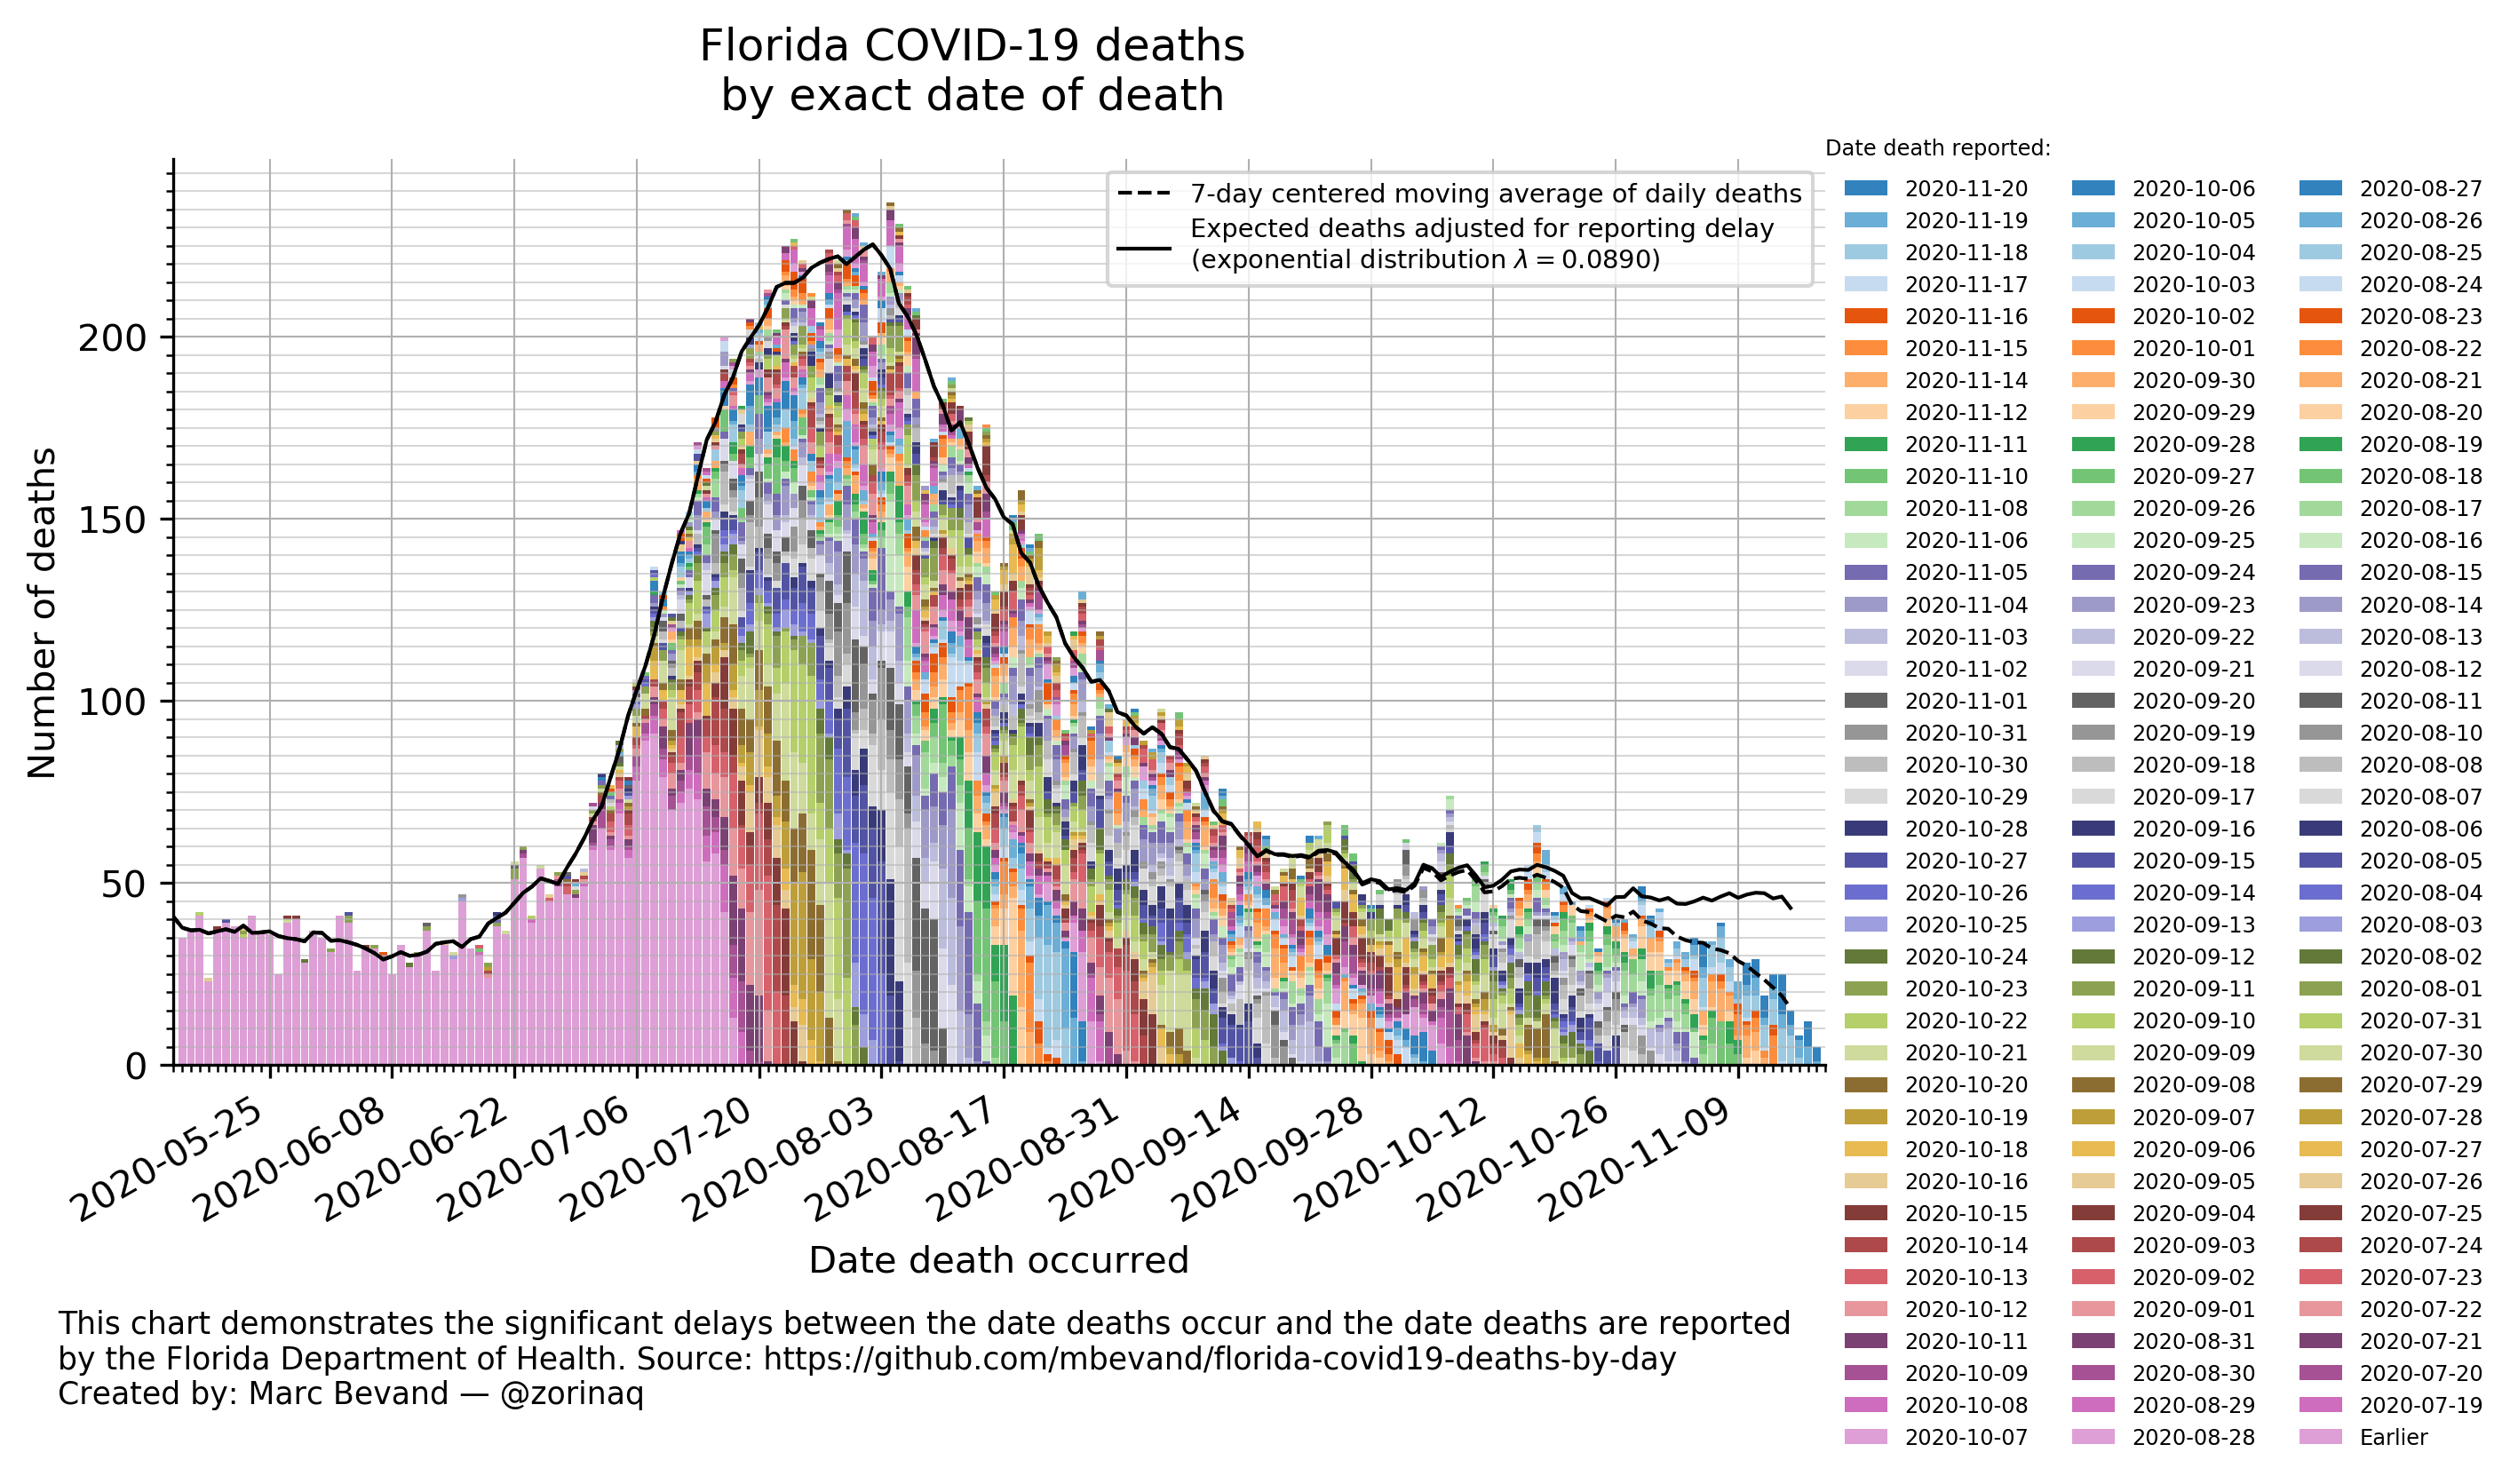 Florida COVID-19 deaths
by exact date of death
Number of deaths
200
150
100
50
0
7-day centered moving average of daily deaths
Expected deaths adjusted for reporting delay
(exponential distribution λ = 0.0890)
2020-05-25
2020-06-08
2020-06-22
2020-07-06
2020-07-20
2020-08-03
2020-08-17
2020-08-31
2020-09-14
2020-09-28
2020-10-12
2020-10-26
2020-11-09
Date death occurred
Date death reported:
2020-11-20 2020-10-06 2020-08-27
2020-11-19 2020-10-05 2020-08-26
2020-11-18 2020-10-04 2020-08-25
2020-11-17 2020-10-03 2020-08-24
2020-11-16 2020-10-02 2020-08-23
2020-11-15 2020-10-01 2020-08-22
2020-11-14 2020-09-30 2020-08-21
2020-11-12 2020-09-29 2020-08-20
2020-11-11 2020-09-28 2020-08-19
2020-11-10 2020-09-27 2020-08-18
2020-11-08 2020-09-26 2020-08-17
2020-11-06 2020-09-25 2020-08-16
2020-11-05 2020-09-24 2020-08-15
2020-11-04 2020-09-23 2020-08-14
2020-11-03 2020-09-22 2020-08-13
2020-11-02 2020-09-21 2020-08-12
2020-11-01 2020-09-20 2020-08-11
2020-10-31 2020-09-19 2020-08-10
2020-10-30 2020-09-18 2020-08-08
2020-10-29 2020-09-17 2020-08-07
2020-10-28 2020-09-16 2020-08-06
2020-10-27 2020-09-15 2020-08-05
2020-10-26 2020-09-14 2020-08-04
2020-10-25 2020-09-13 2020-08-03
2020-10-24 2020-09-12 2020-08-02
2020-10-23 2020-09-11 2020-08-01
2020-10-22 2020-09-10 2020-07-31
2020-10-21 2020-09-09 2020-07-30
2020-10-20 2020-09-08 2020-07-29
2020-10-19 2020-09-07 2020-07-28
2020-10-18 2020-09-06 2020-07-27
2020-10-16 2020-09-05 2020-07-26
2020-10-15 2020-09-04 2020-07-25
2020-10-14 2020-09-03 2020-07-24
2020-10-13 2020-09-02 2020-07-23
2020-10-12 2020-09-01 2020-07-22
2020-10-11 2020-08-31 2020-07-21
2020-10-09 2020-08-30 2020-07-20
2020-10-08 2020-08-29 2020-07-19
2020-10-07 2020-08-28 Earlier
This chart demonstrates the significant delays between the date deaths occur and the date deaths are reported
by the Florida Department of Health. Source: https://github.com/mbevand/florida-covid19-deaths-by-day
Created by: Marc Bevand — @zorinaq